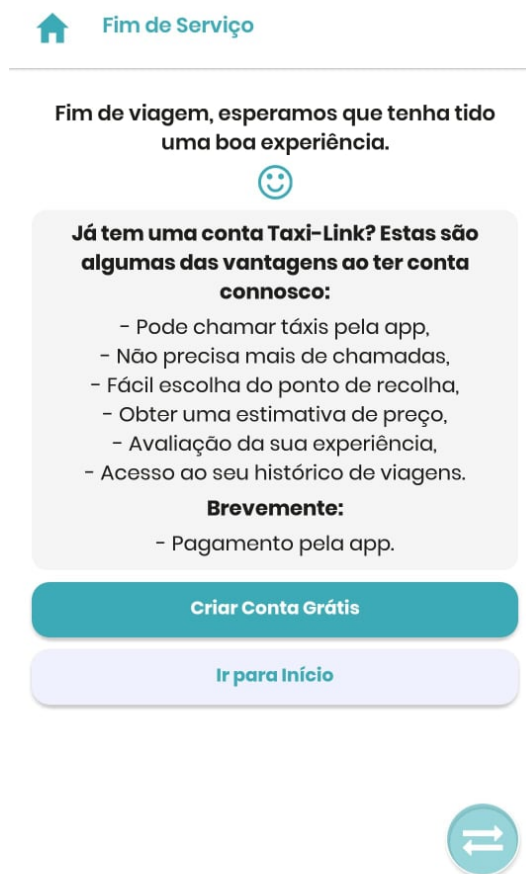 Fim de Serviço
Fim de viagem, esperamos que tenha tido
uma boa experiência.
Já tem uma conta Taxi-Link? Estas são
algumas das vantagens ao ter conta
connosco:
- Pode chamar táxis pela app,
- Não precisa mais de chamadas,
- Fácil escolha do ponto de recolha,
- Obter uma estimativa de preço,
- Avaliação da sua experiência,
- Acesso ao seu histórico de viagens.
Brevemente:
- Pagamento pela app.
Criar Conta Grátis
Ir para Início